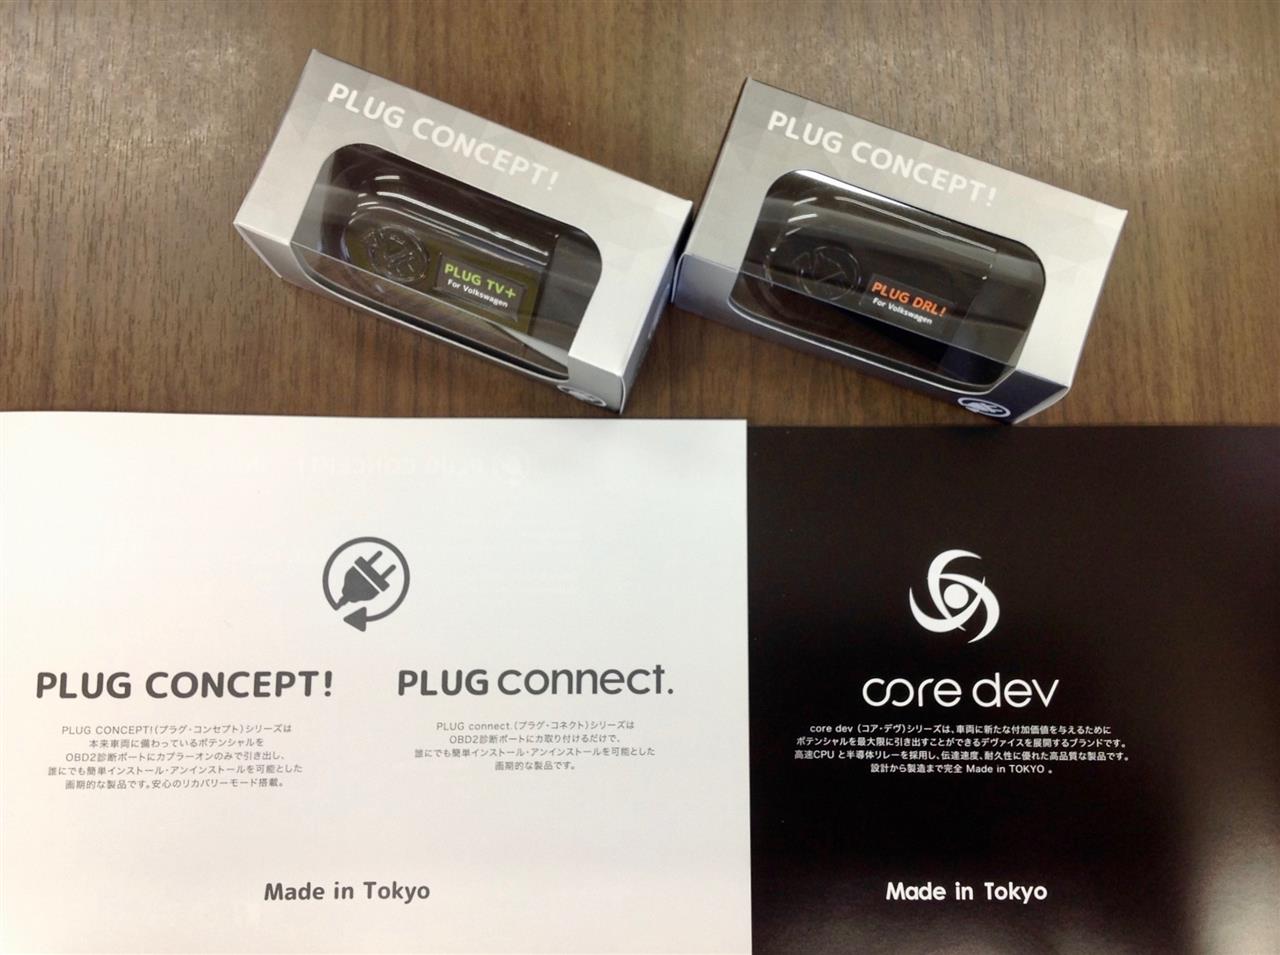 PLUG CONCEPT!
PLUG TV+
For Volkswagen
PLUG CONCEPT!
PLUG DRL!
For Volkswagen
PLUG CONCEPT!
PLUG CONCEPT!(プラグ・コンセプト)シリーズは
本来車両に備わっているポテンシャルを
OBD2診断ポートにカプラーオンのみで引き出し、
誰にでも簡単インストール・アンインストールを可能とした
画期的な製品です。安心のリカバリーモード搭載。
PLUG connect.
PLUG connect.(プラグ・コネクト)シリーズは
OBD2診断ポートに力取り付けるだけで、
誰にでも簡単インストール・アンインストールを可能とした
画期的な製品です。
Made in Tokyo
core dev
core dev (コア・デヴ)シリーズは、車両に新たな付加価値を与えるために
ポテンシャルを最大限に引き出すことができるデヴァイスを展開するブランドです。
高速CPU と半導体リレーを採用し、伝達速度、耐久性に優れた高品質な製品です。
設計から製造まで完全 Made in TOKYO 。
Made in Tokyo